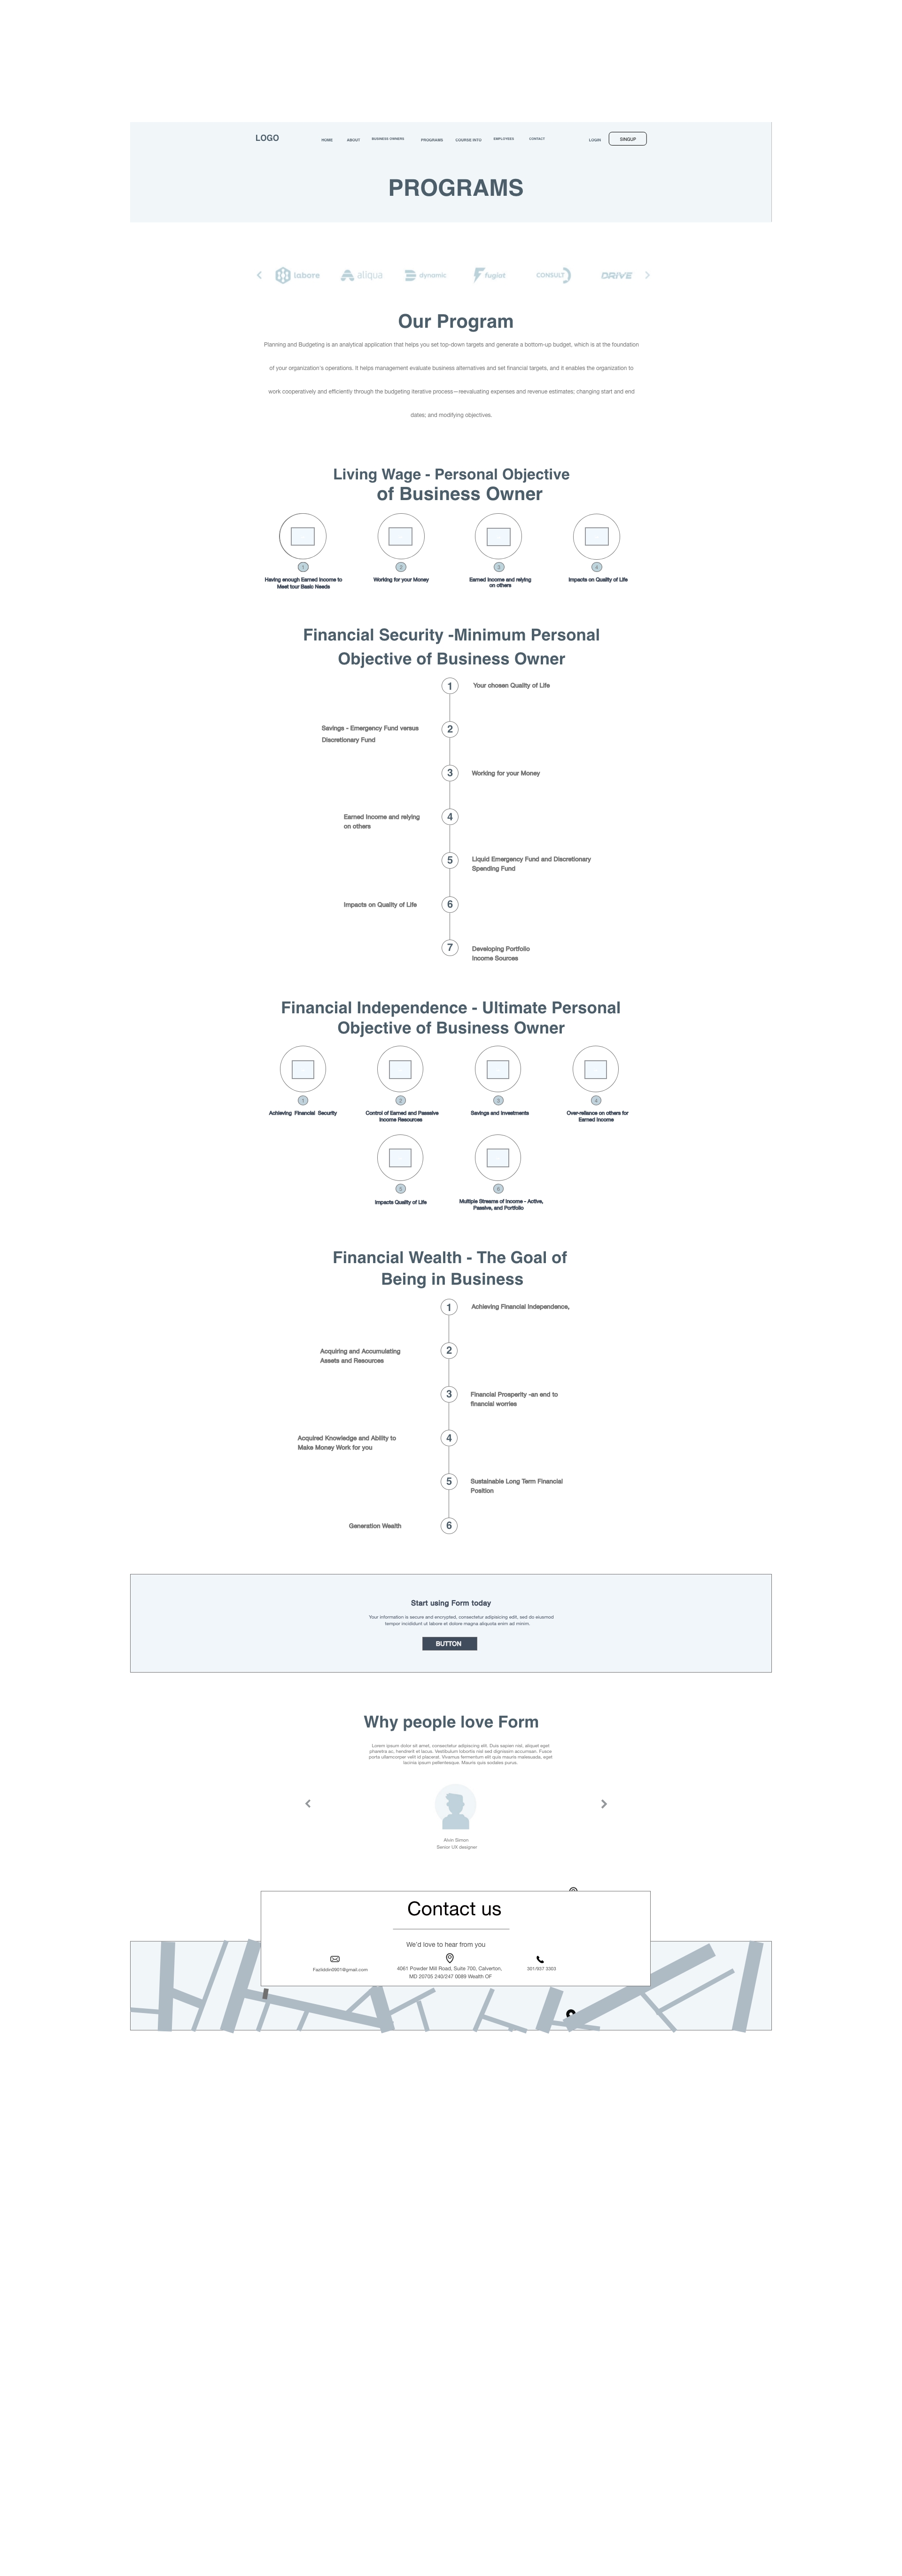 LOGO
HOME ABOUT BUSINESS OWNERS PROGRAMS COURSE INTO EMPLOYEES CONTACT LOGIN SINGUP
PROGRAMS
labore aliqua dynamic fugiat CONSULT DRIVE
Our Program
Planning and Budgeting is an analytical application that helps you set top-down targets and generate a bottom-up budget, which is at the foundation
of your organization's operations. It helps management evaluate business alternatives and set financial targets, and it enables the organization to
work cooperatively and efficiently through the budgeting iterative process—reevaluating expenses and revenue estimates; changing start and end
dates; and modifying objectives.
Living Wage - Personal Objective
of Business Owner
1 2 3 4
Having enough Earned Income to
Meet tour Basic Needs
Working for your Money
Earned Income and relying
on others
Impacts on Quality of Life
Financial Security -Minimum Personal
Objective of Business Owner
1 Your chosen Quality of Life
Savings - Emergency Fund versus
Discretionary Fund
2
3 Working for your Money
Earned Income and relying
on others
4
5 Liquid Emergency Fund and Discretionary
Spending Fund
Impacts on Quality of Life 6
7 Developing Portfolio
Income Sources
Financial Independence - Ultimate Personal
Objective of Business Owner
1 2 3 4
Achieving Financial Security
Control of Earned and Passsive
Income Resources
Savings and Investments
Over-reliance on others for
Earned Income
5 6
Impacts Quality of Life
Multiple Streams of Income - Active,
Passive, and Portfolio
Financial Wealth - The Goal of
Being in Business
1 Achieving Financial Independence,
Acquiring and Accumulating
Assets and Resources
2
3 Financial Prosperity -an end to
financial worries
Acquired Knowledge and Ability to
Make Money Work for you
4
5 Sustainable Long Term Financial
Position
Generation Wealth 6
Start using Form today
Your information is secure and encrypted, consectetur adipisicing edit, sed do eiusmod
tempor incididunt ut labore et dolore magna aliquota enim ad minim.
BUTTON
Why people love Form
Lorem ipsum dolor sit amet, consectetur adipiscing elit. Duis sapien nisl, aliquet eget
pharetra ac, hendrerit et lacus. Vestibulum lobortis nisl sed dignissim accumsan. Fusce
porta ullamcorper velit id placerat. Vivamus fermentum elit quis mauris malesuada, eget
lacinia ipsum pellentesque. Mauris quis sodales purus.
Alvin Simon
Senior UX designer
Contact us
We'd love to hear from you
4061 Powder Mill Road, Suite 700, Calverton,
MD 20705 240/247 0089 Wealth OF
301/937 3303